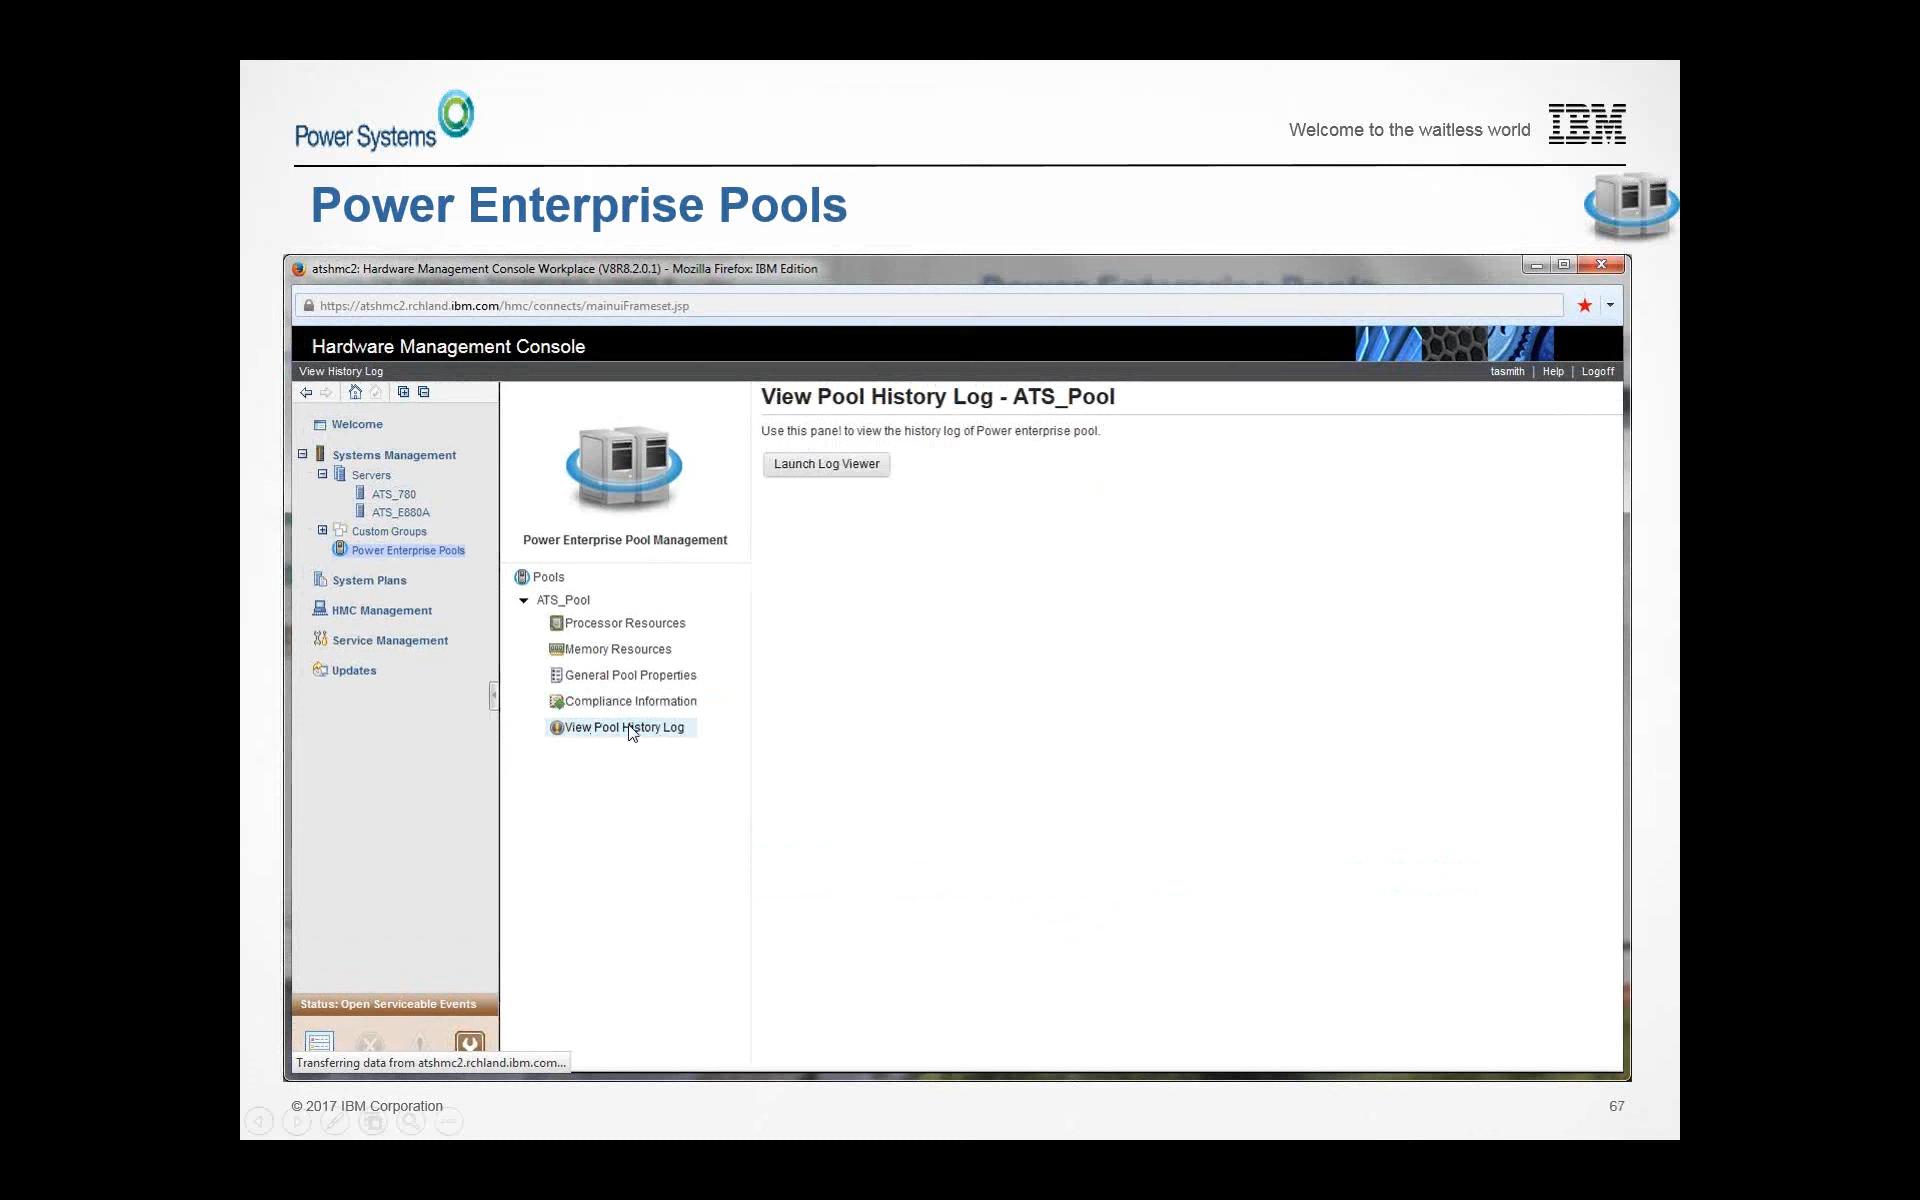 Power Systems
Welcome to the waitless world
IBM
Power Enterprise Pools
atshmc2: Hardware Management Console Workplace (V8R8.2.0.1) - Mozilla Firefox: IBM Edition
https://atshmc2.rchland.ibm.com/hmc/connects/mainuiFrameset.jsp
Hardware Management Console
View History Log
tasmith | Help | Logoff
Welcome
Systems Management
Servers
ATS_780
ATS_E880A
Custom Groups
Power Enterprise Pools
System Plans
HMC Management
Service Management
Updates
Status: Open Serviceable Events
Transferring data from atshmc2.rchland.ibm.com...
Power Enterprise Pool Management
Pools
ATS_Pool
Processor Resources
Memory Resources
General Pool Properties
Compliance Information
View Pool History Log
View Pool History Log - ATS_Pool
Use this panel to view the history log of Power enterprise pool.
Launch Log Viewer
© 2017 IBM Corporation
67